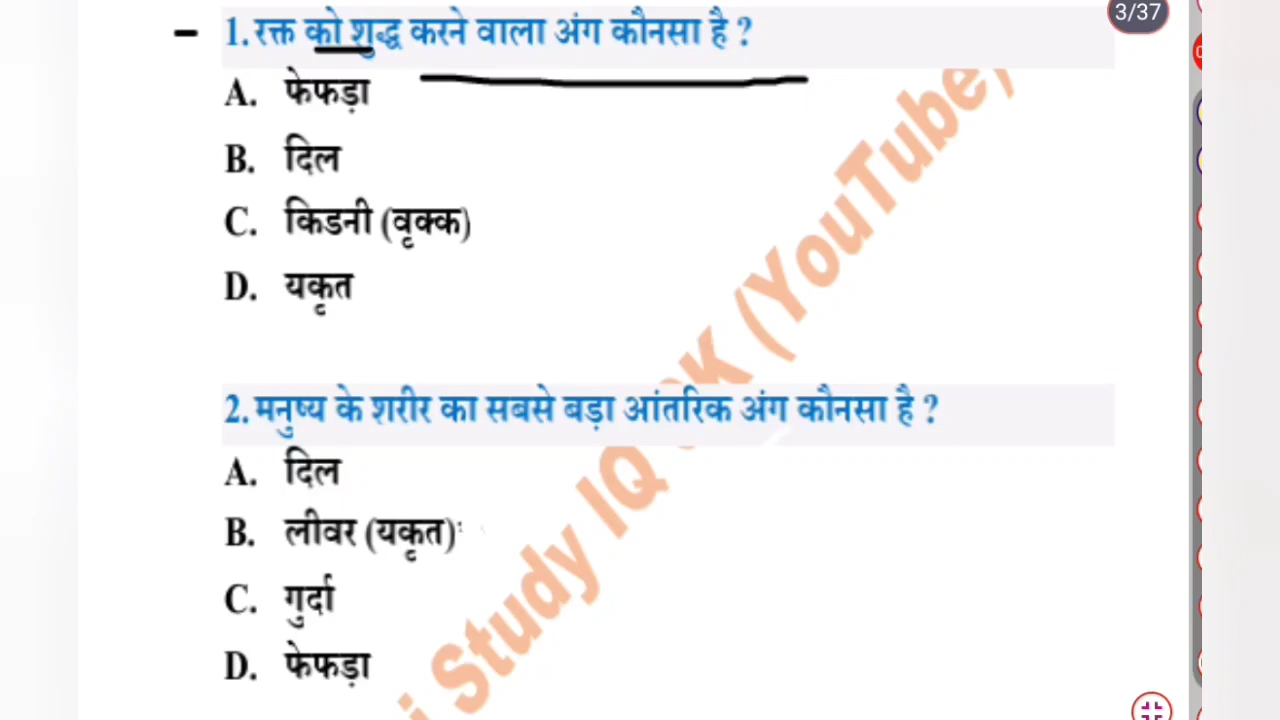 3/37
1. रक्त को शुद्ध करने वाला अंग कौनसा है ?
A. फेफड़ा
B. दिल
C. किडनी (वृक्क)
D. यकृत
2. मनुष्य के शरीर का सबसे बड़ा आंतरिक अंग कौनसा है ?
A. दिल
B. लीवर (यकृत)
C. गुर्दा
D. फेफड़ा
Study IQ GK (YouTube)